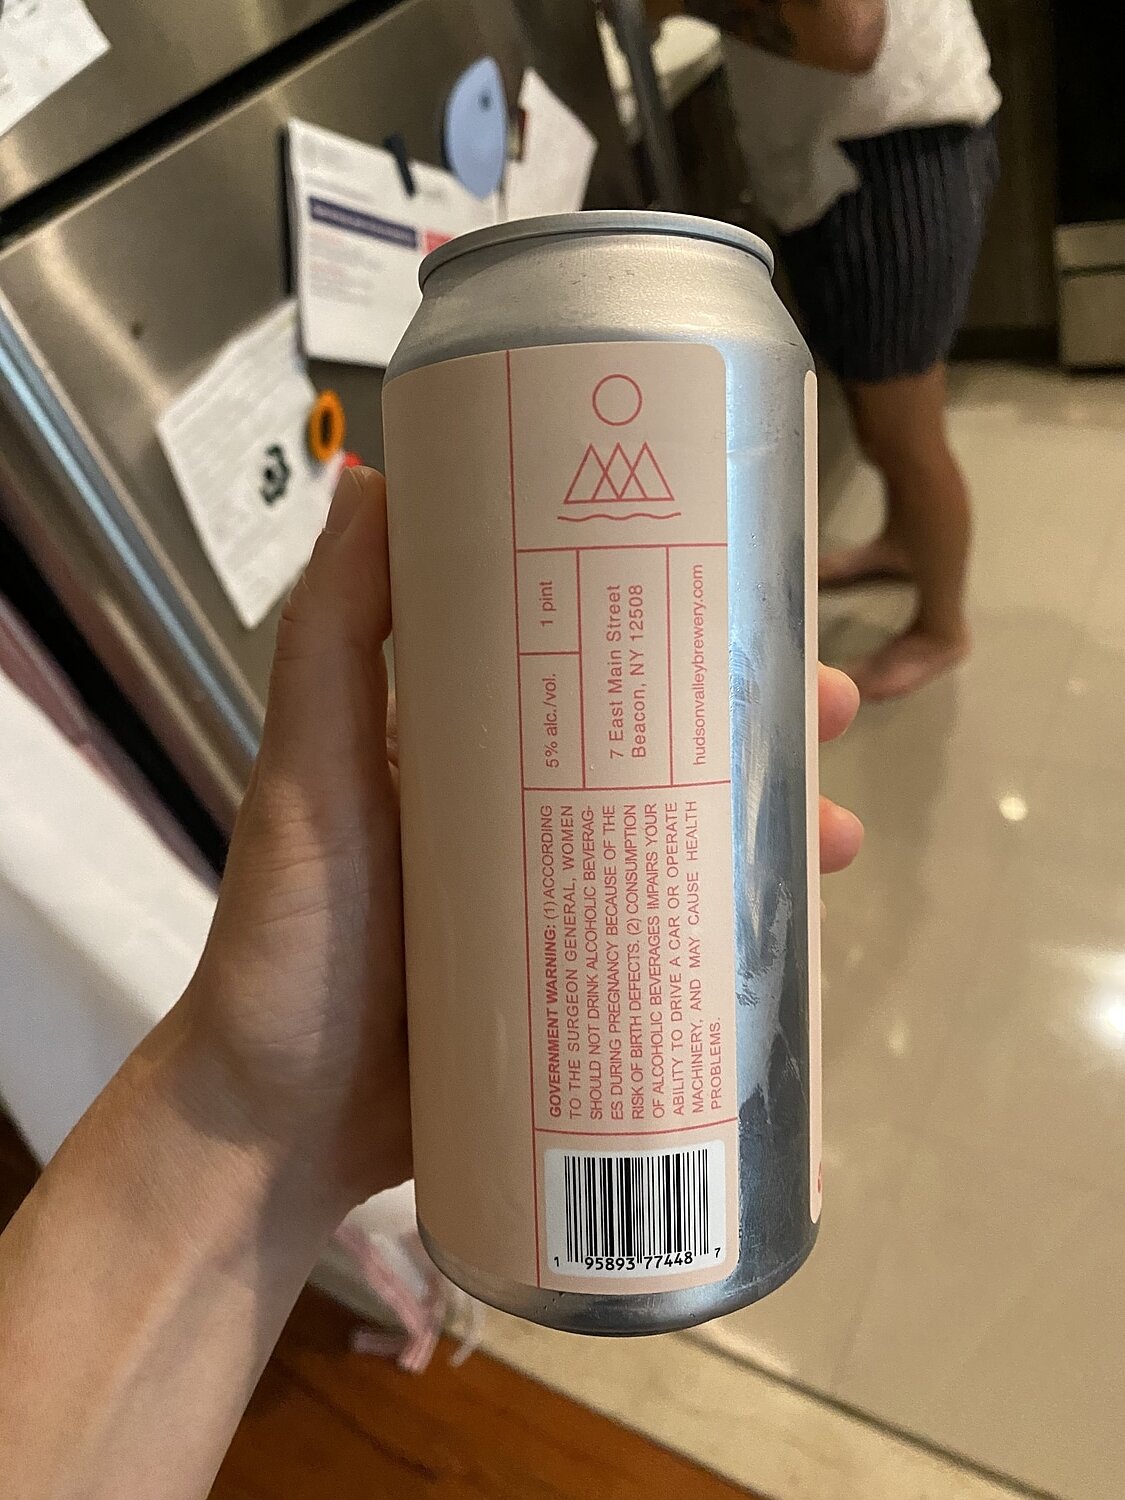 1 pint
5% alc./vol.
7 East Main Street
Beacon, NY 12508
hudsonvalleybrewery.com
GOVERNMENT WARNING: (1) ACCORDING
TO THE SURGEON GENERAL, WOMEN
SHOULD NOT DRINK ALCOHOLIC BEVERAG-
ES DURING PREGNANCY BECAUSE OF THE
RISK OF BIRTH DEFECTS. (2) CONSUMPTION
OF ALCOHOLIC BEVERAGES IMPAIRS YOUR
ABILITY TO DRIVE A CAR OR OPERATE
MACHINERY, AND MAY CAUSE HEALTH
PROBLEMS.
1 95893 77448 7